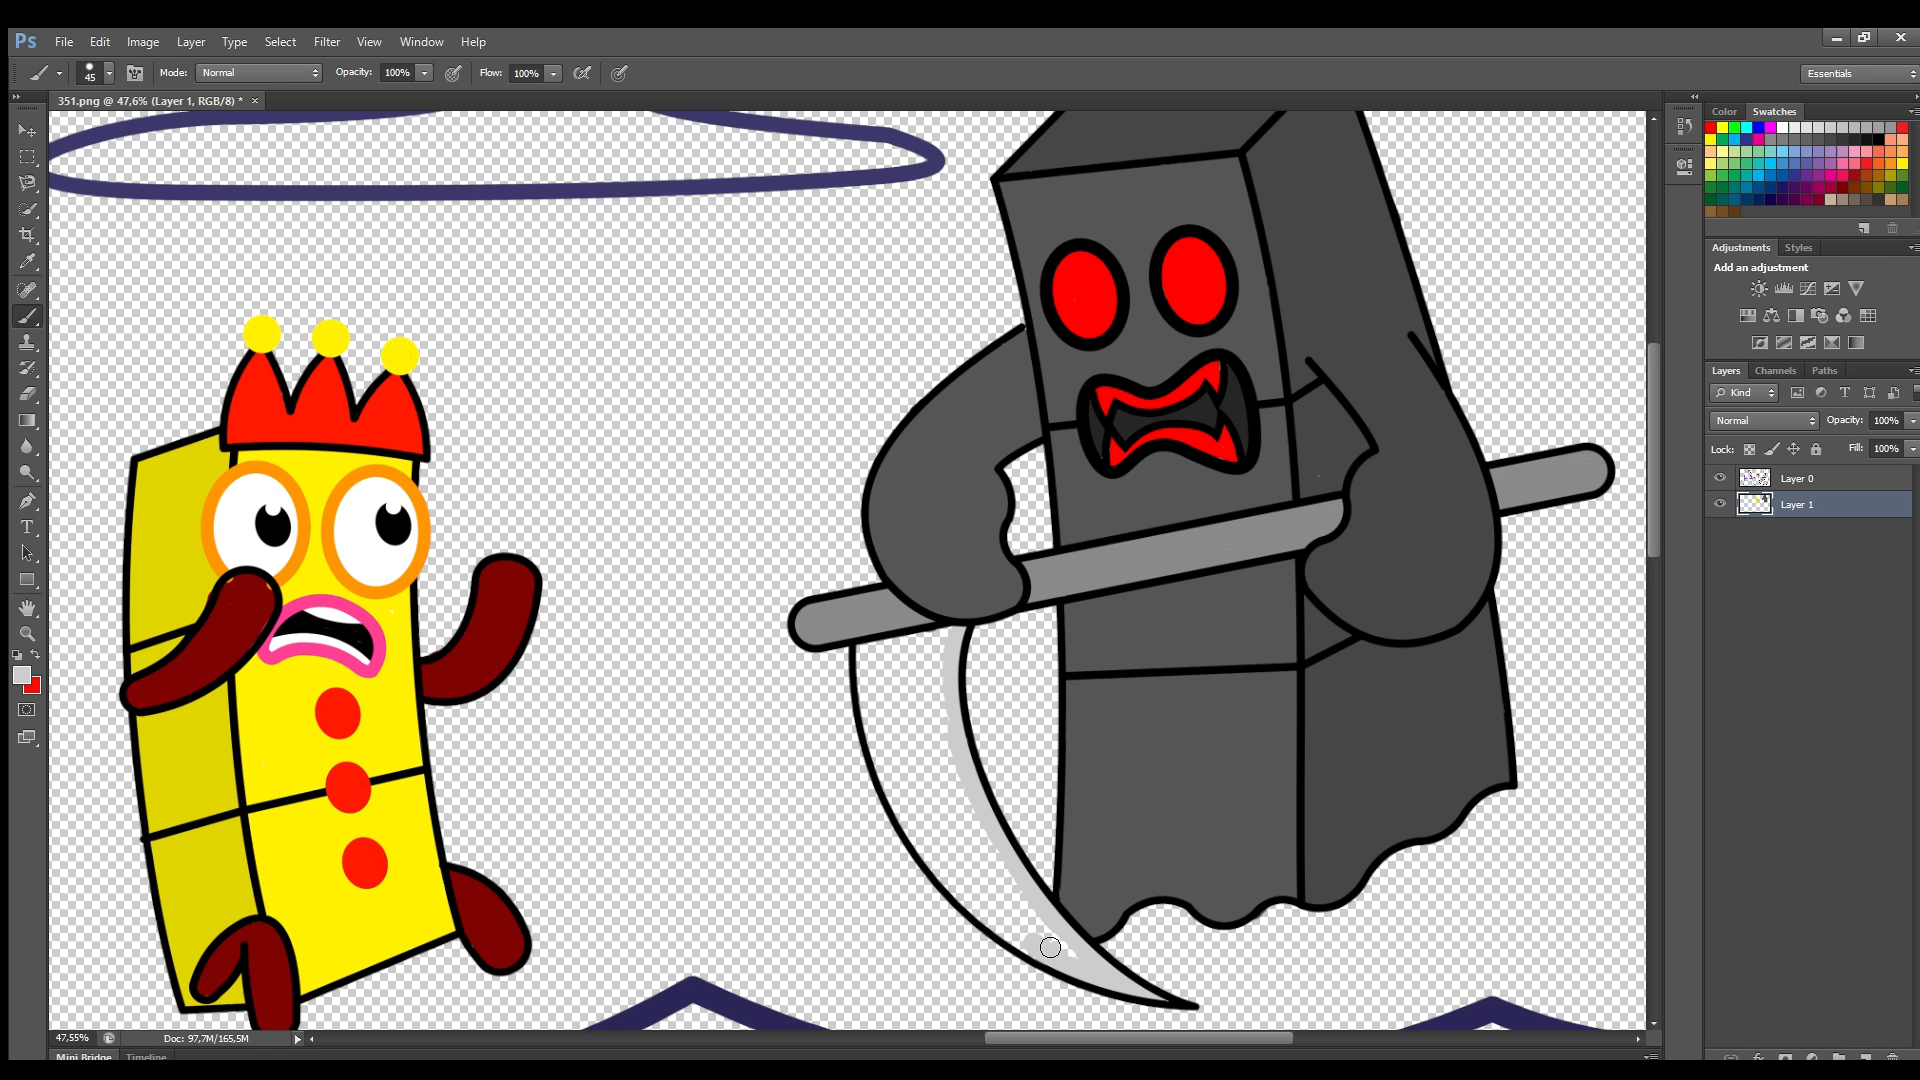 Ps File Edit Image Layer Type Select Filter View Window Help
45 Mode: Normal Opacity: 100% Flow: 100% Essentials
351.png @ 47,6% (Layer 1, RGB/8) * ×
Color Swatches
Adjustments Styles
Add an adjustment
Layers Channels Paths
Kind
Normal Opacity: 100%
Lock: Fill: 100%
Layer 0
Layer 1
47,55% Doc: 97,7M/165,5M
Mini Bridge Timeline